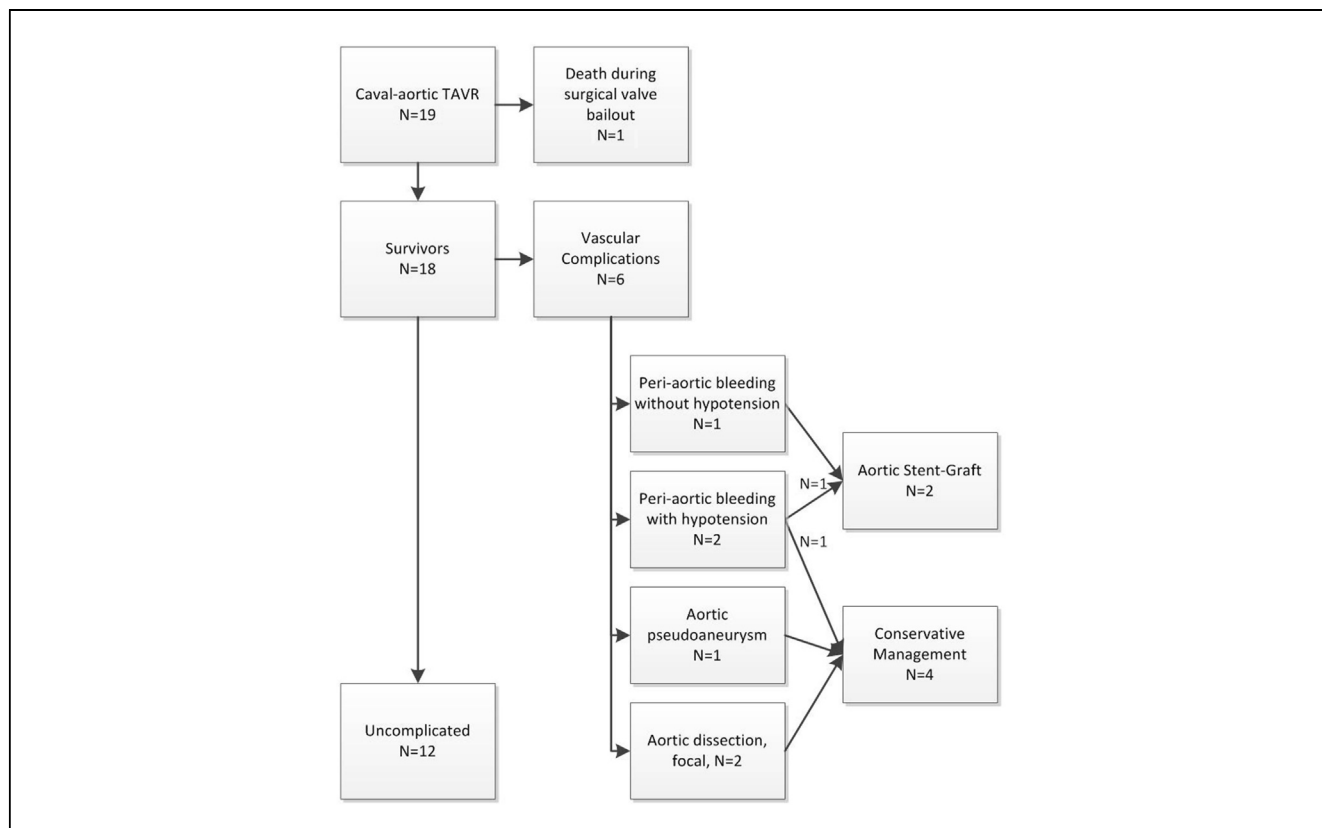 Caval-aortic TAVR
N=19
Death during
surgical valve
bailout
N=1
Survivors
N=18
Vascular
Complications
N=6
Peri-aortic bleeding
without hypotension
N=1
Peri-aortic bleeding
with hypotension
N=2
N=1
N=1
Aortic Stent-Graft
N=2
Aortic
pseudoaneurysm
N=1
Conservative
Management
N=4
Uncomplicated
N=12
Aortic dissection,
focal, N=2